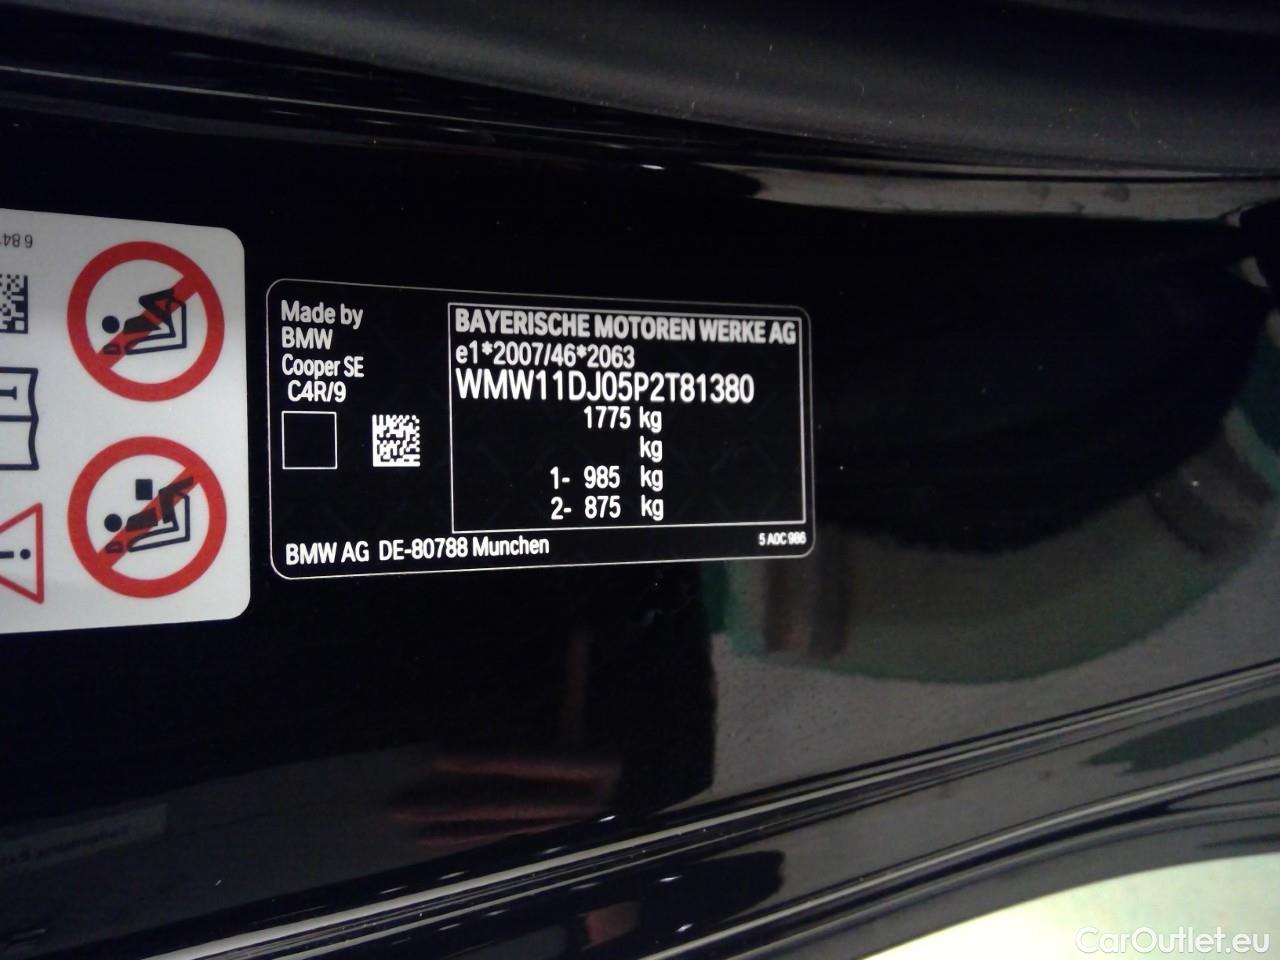 Made by
BMW
Cooper SE
C4R/9
BAYERISCHE MOTOREN WERKE AG
e1*2007/46*2063
WMW11DJ05P2T81380
1775 kg
kg
1- 985 kg
2- 875 kg
BMW AG DE-80788 Munchen
5 A0C 986
CarOutlet.eu